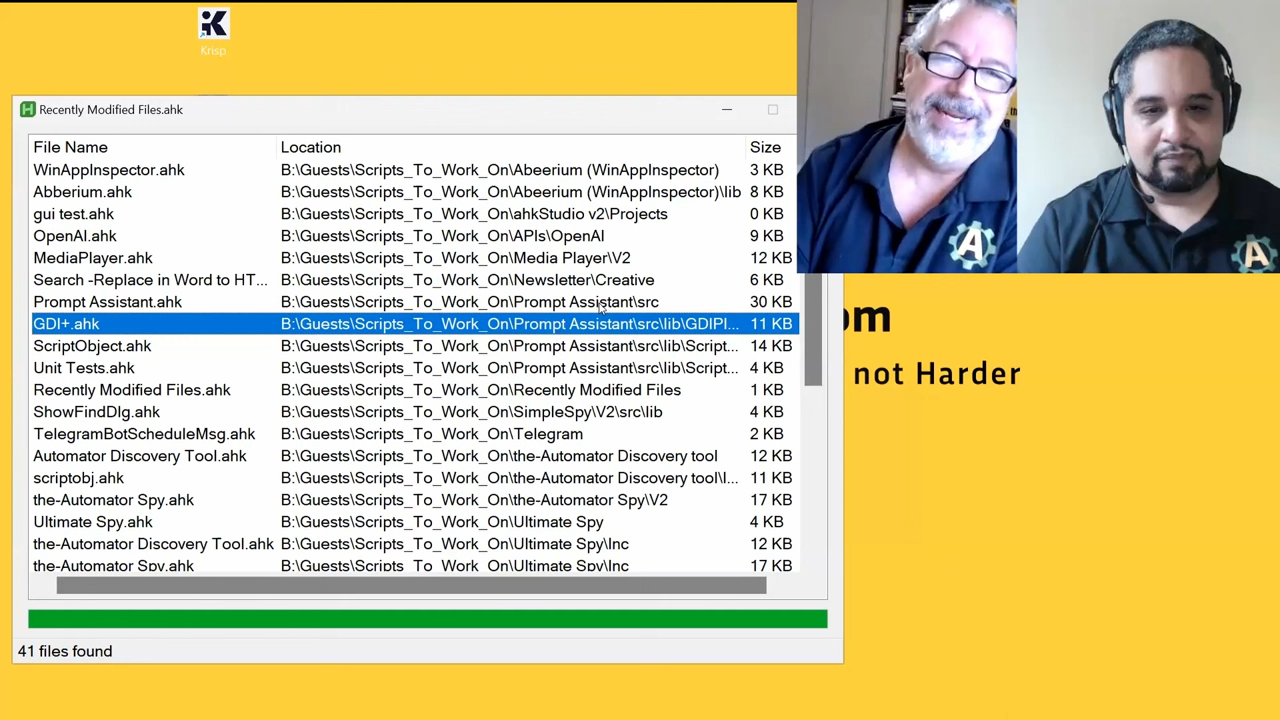 Krisp
Recently Modified Files.ahk
File Name Location Size
WinAppInspector.ahk B:\Guests\Scripts_To_Work_On\Abeerium (WinAppInspector) 3 KB
Abberium.ahk B:\Guests\Scripts_To_Work_On\Abeerium (WinAppInspector)\lib 8 KB
gui test.ahk B:\Guests\Scripts_To_Work_On\ahkStudio v2\Projects 0 KB
OpenAI.ahk B:\Guests\Scripts_To_Work_On\APIs\OpenAI 9 KB
MediaPlayer.ahk B:\Guests\Scripts_To_Work_On\Media Player\V2 12 KB
Search -Replace in Word to HT... B:\Guests\Scripts_To_Work_On\Newsletter\Creative 6 KB
Prompt Assistant.ahk B:\Guests\Scripts_To_Work_On\Prompt Assistant\src 30 KB
GDI+.ahk B:\Guests\Scripts_To_Work_On\Prompt Assistant\src\lib\GDIPl... 11 KB
ScriptObject.ahk B:\Guests\Scripts_To_Work_On\Prompt Assistant\src\lib\Script... 14 KB
Unit Tests.ahk B:\Guests\Scripts_To_Work_On\Prompt Assistant\src\lib\Script... 4 KB
Recently Modified Files.ahk B:\Guests\Scripts_To_Work_On\Recently Modified Files 1 KB
ShowFindDlg.ahk B:\Guests\Scripts_To_Work_On\SimpleSpy\V2\src\lib 4 KB
TelegramBotScheduleMsg.ahk B:\Guests\Scripts_To_Work_On\Telegram 2 KB
Automator Discovery Tool.ahk B:\Guests\Scripts_To_Work_On\the-Automator Discovery tool 12 KB
scriptobj.ahk B:\Guests\Scripts_To_Work_On\the-Automator Discovery tool\l... 11 KB
the-Automator Spy.ahk B:\Guests\Scripts_To_Work_On\the-Automator Spy\V2 17 KB
Ultimate Spy.ahk B:\Guests\Scripts_To_Work_On\Ultimate Spy 4 KB
the-Automator Discovery Tool.ahk B:\Guests\Scripts_To_Work_On\Ultimate Spy\Inc 12 KB
the-Automator Spy.ahk B:\Guests\Scripts_To_Work_On\Ultimate Spy\Inc 17 KB
41 files found
om
not Harder
A
A